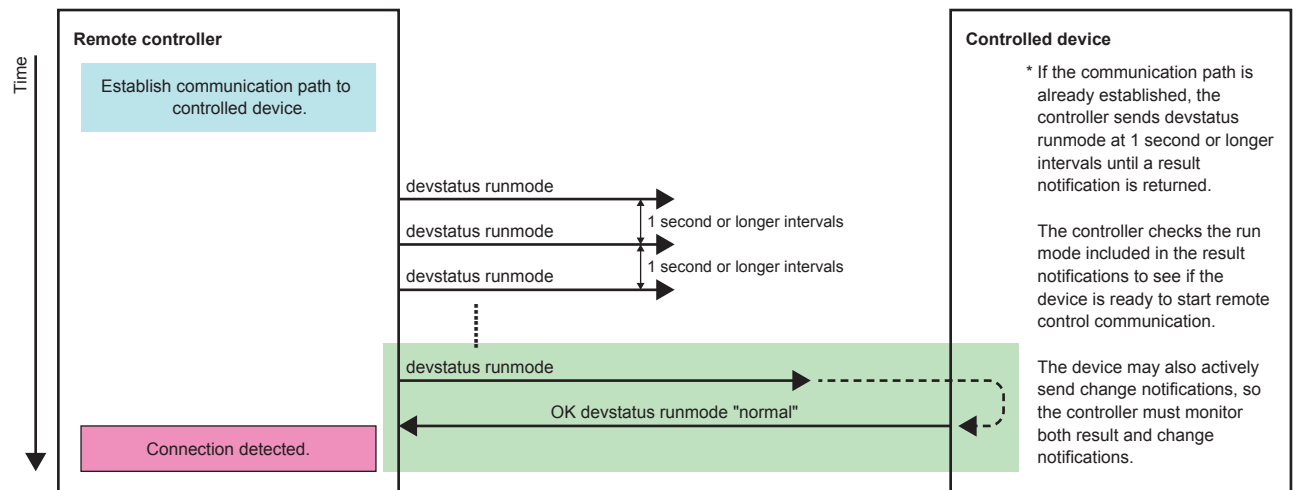 Time
Remote controller
Establish communication path to
controlled device.
devstatus runmode
1 second or longer intervals
devstatus runmode
1 second or longer intervals
devstatus runmode
devstatus runmode
OK devstatus runmode "normal"
Connection detected.
Controlled device
* If the communication path is
already established, the
controller sends devstatus
runmode at 1 second or longer
intervals until a result
notification is returned.
The controller checks the run
mode included in the result
notifications to see if the
device is ready to start remote
control communication.
The device may also actively
send change notifications, so
the controller must monitor
both result and change
notifications.